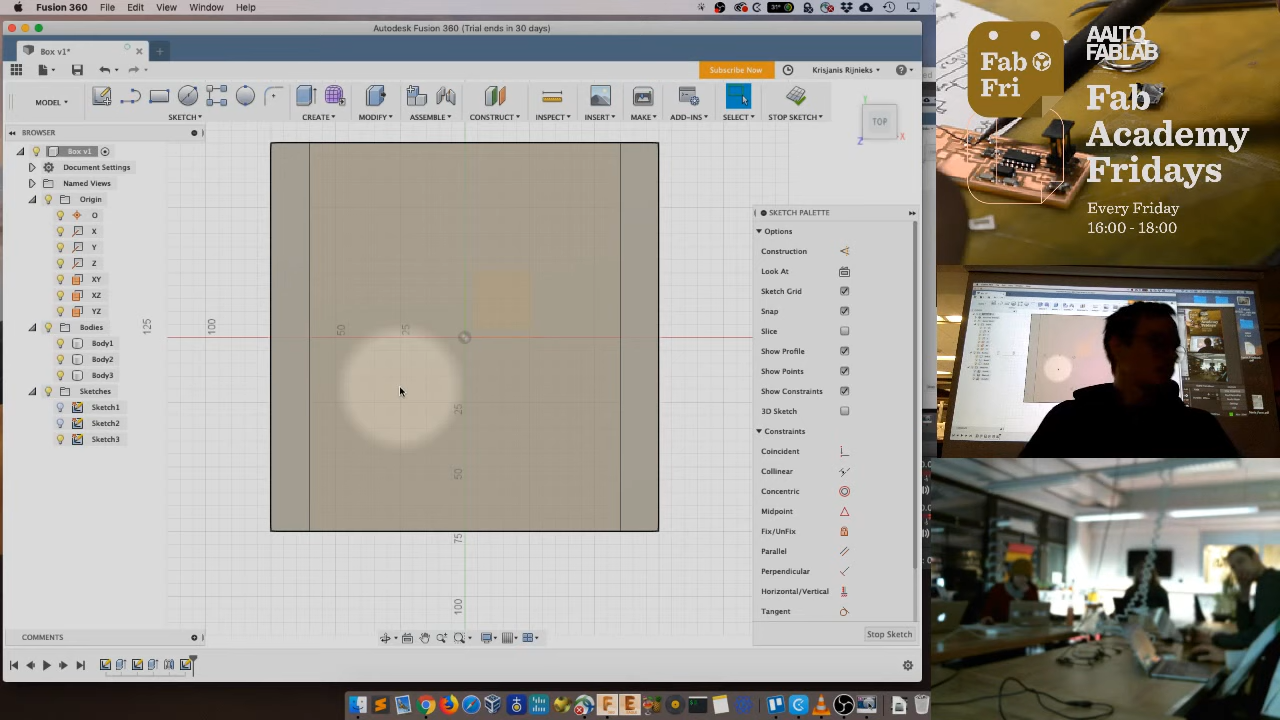 Fusion 360 File Edit View Window Help
Autodesk Fusion 360 (Trial ends in 30 days)
Box v1*
Subscribe Now
Krisjanis Rijnieks
MODEL
SKETCH
CREATE
MODIFY
ASSEMBLE
CONSTRUCT
INSPECT
INSERT
MAKE
ADD-INS
SELECT
STOP SKETCH
BROWSER
Box v1
Document Settings
Named Views
Origin
O
X
Y
Z
XY
XZ
YZ
Bodies
Body1
Body2
Body3
Sketches
Sketch1
Sketch2
Sketch3
TOP
X
Y
Z
125
100
50
25
25
50
75
100
SKETCH PALETTE
Options
Construction
Look At
Sketch Grid
Snap
Slice
Show Profile
Show Points
Show Constraints
3D Sketch
Constraints
Coincident
Collinear
Concentric
Midpoint
Fix/UnFix
Parallel
Perpendicular
Horizontal/Vertical
Tangent
Stop Sketch
COMMENTS
Fab
Fri
AALTO
FABLAB
Fab
Academy
Fridays
Every Friday
16:00 - 18:00